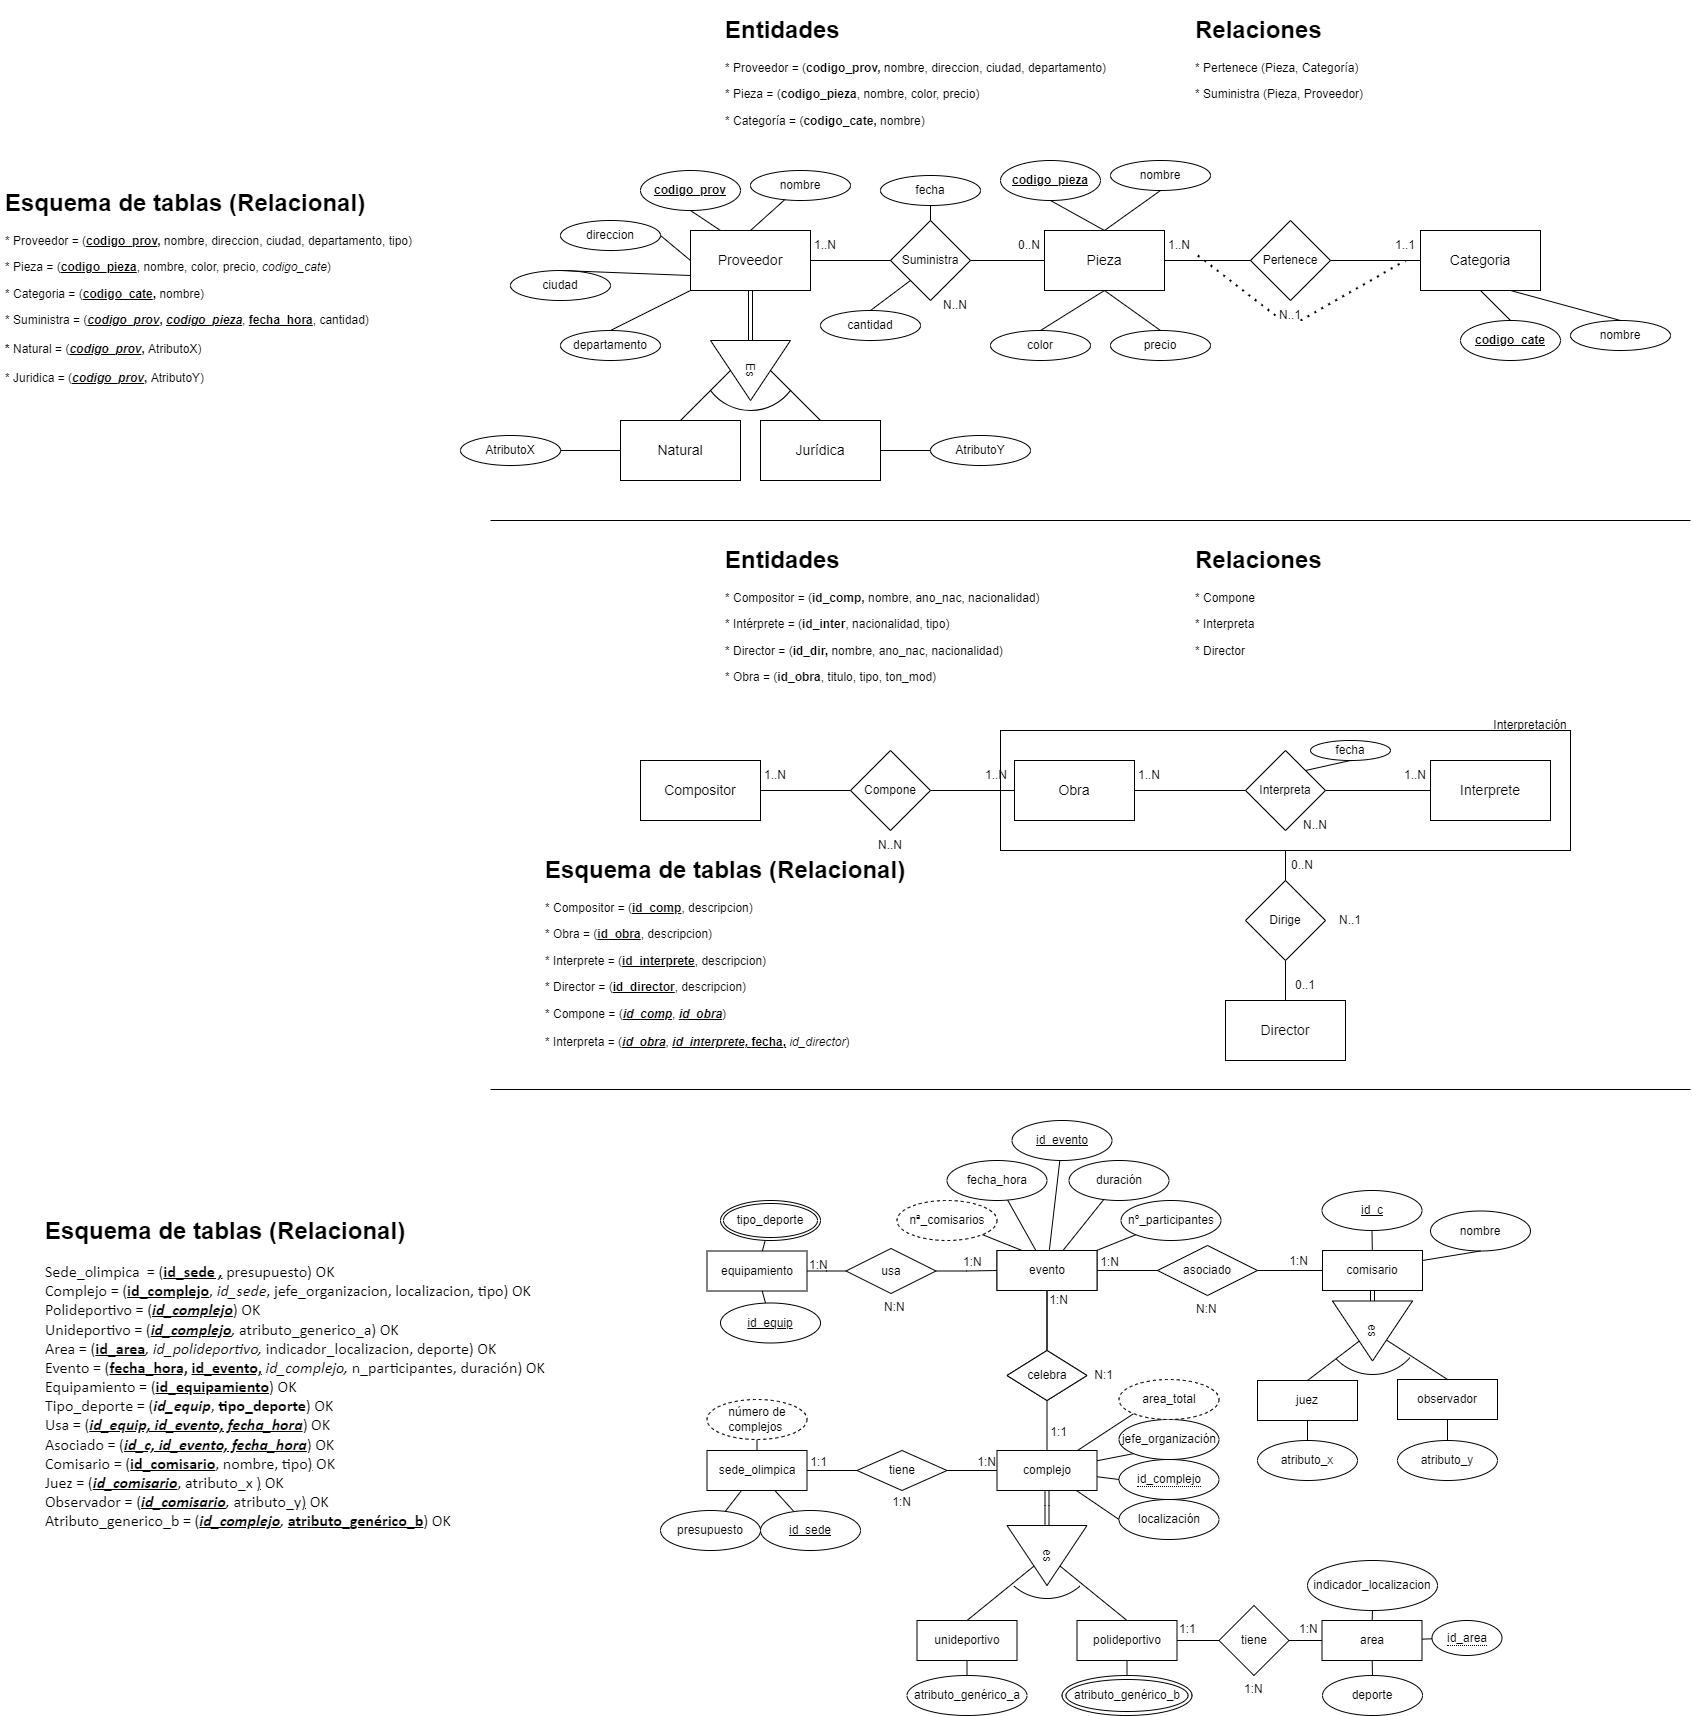 Entidades
* Proveedor = (codigo_prov, nombre, direccion, ciudad, departamento)
* Pieza = (codigo_pieza, nombre, color, precio)
* Categoría = (codigo_cate, nombre)
Relaciones
* Pertenece (Pieza, Categoría)
* Suministra (Pieza, Proveedor)
Esquema de tablas (Relacional)
* Proveedor = (codigo_prov, nombre, direccion, ciudad, departamento, tipo)
* Pieza = (codigo_pieza, nombre, color, precio, codigo_cate)
* Categoria = (codigo_cate, nombre)
* Suministra = (codigo_prov, codigo_pieza, fecha_hora, cantidad)
* Natural = (codigo_prov, AtributoX)
* Juridica = (codigo_prov, AtributoY)
codigo_prov
nombre
fecha
codigo_pieza
nombre
direccion
Proveedor
1..N
Suministra
0..N
Pieza
1..N
Pertenece
1..1
Categoria
ciudad
N..N
cantidad
N..1
departamento
color
precio
codigo_cate
nombre
Es
AtributoX
Natural
Jurídica
AtributoY
Entidades
* Compositor = (id_comp, nombre, ano_nac, nacionalidad)
* Intérprete = (id_inter, nacionalidad, tipo)
* Director = (id_dir, nombre, ano_nac, nacionalidad)
* Obra = (id_obra, titulo, tipo, ton_mod)
Relaciones
* Compone
* Interpreta
* Director
Interpretación
fecha
Compositor
1..N
Compone
1..N
Obra
1..N
Interpreta
1..N
Interprete
N..N
N..N
0..N
Dirige
N..1
0..1
Director
Esquema de tablas (Relacional)
* Compositor = (id_comp, descripcion)
* Obra = (id_obra, descripcion)
* Interprete = (id_interprete, descripcion)
* Director = (id_director, descripcion)
* Compone = (id_comp, id_obra)
* Interpreta = (id_obra, id_interprete, fecha, id_director)
Esquema de tablas (Relacional)
Sede_olimpica = (id_sede , presupuesto) OK
Complejo = (id_complejo, id_sede, jefe_organizacion, localizacion, tipo) OK
Polideportivo = (id_complejo) OK
Unideportivo = (id_complejo, atributo_generico_a) OK
Area = (id_area, id_polideportivo, indicador_localizacion, deporte) OK
Evento = (fecha_hora, id_evento, id_complejo, n_participantes, duración) OK
Equipamiento = (id_equipamiento) OK
Tipo_deporte = (id_equip, tipo_deporte) OK
Usa = (id_equip, id_evento, fecha_hora) OK
Asociado = (id_c, id_evento, fecha_hora) OK
Comisario = (id_comisario, nombre, tipo) OK
Juez = (id_comisario, atributo_x ) OK
Observador = (id_comisario, atributo_y) OK
Atributo_generico_b = (id_complejo, atributo_genérico_b) OK
id_evento
fecha_hora
duración
tipo_deporte
nº_comisarios
nº_participantes
id_c
nombre
equipamiento
1:N
usa
1:N
evento
1:N
asociado
1:N
comisario
N:N
1:N
N:N
id_equip
es
celebra
N:1
juez
observador
área_total
número de
complejos
1:1
jefe_organización
atributo_x
atributo_y
sede_olimpica
1:1
tiene
1:N
complejo
id_complejo
1:N
localización
presupuesto
id_sede
es
indicador_localizacion
unideportivo
polideportivo
1:1
tiene
1:N
area
id_area
1:N
atributo_genérico_a
atributo_genérico_b
deporte